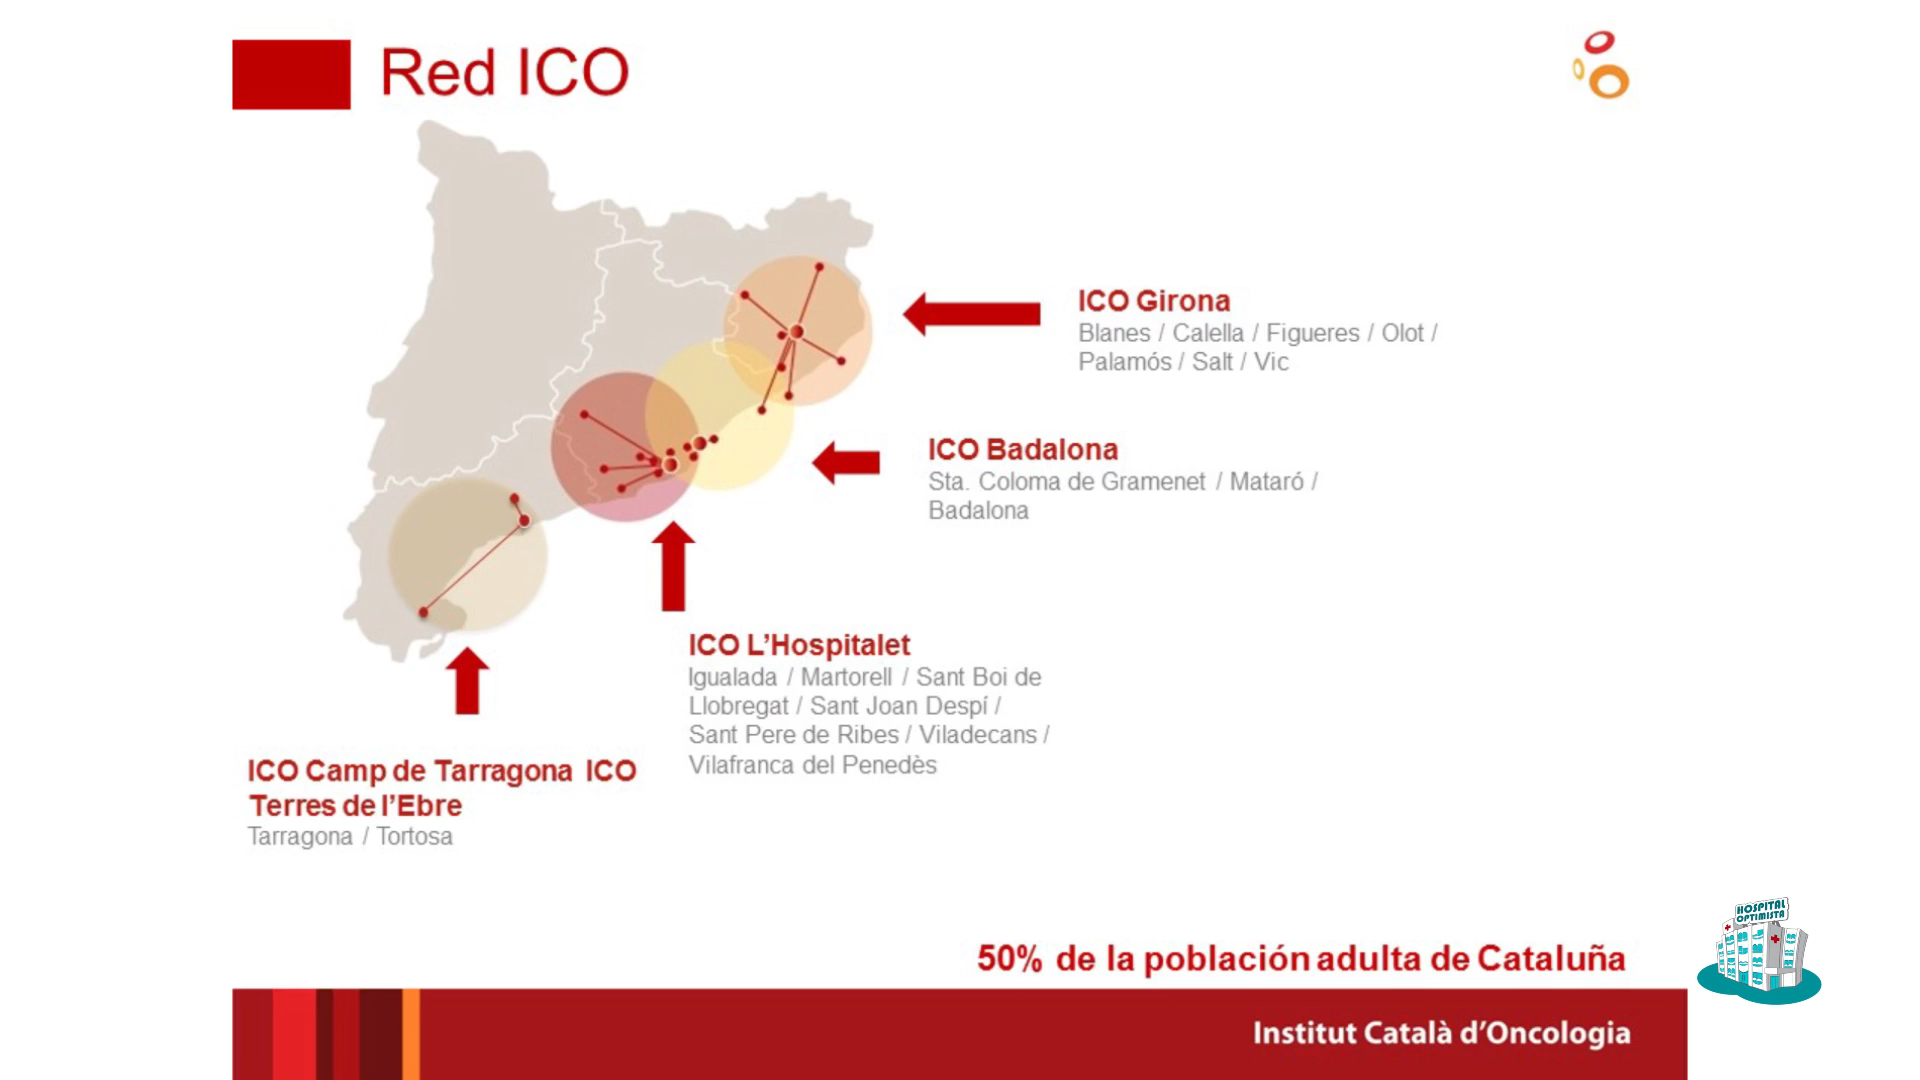 Red ICO
ICO Girona
Blanes / Calella / Figueres / Olot /
Palamós / Salt / Vic
ICO Badalona
Sta. Coloma de Gramenet / Mataró /
Badalona
ICO L’Hospitalet
Igualada / Martorell / Sant Boi de
Llobregat / Sant Joan Despí /
Sant Pere de Ribes / Viladecans /
Vilafranca del Penedès
ICO Camp de Tarragona ICO
Terres de l’Ebre
Tarragona / Tortosa
HOSPITAL
OPTIMISTA
50% de la población adulta de Cataluña
Institut Català d’Oncologia